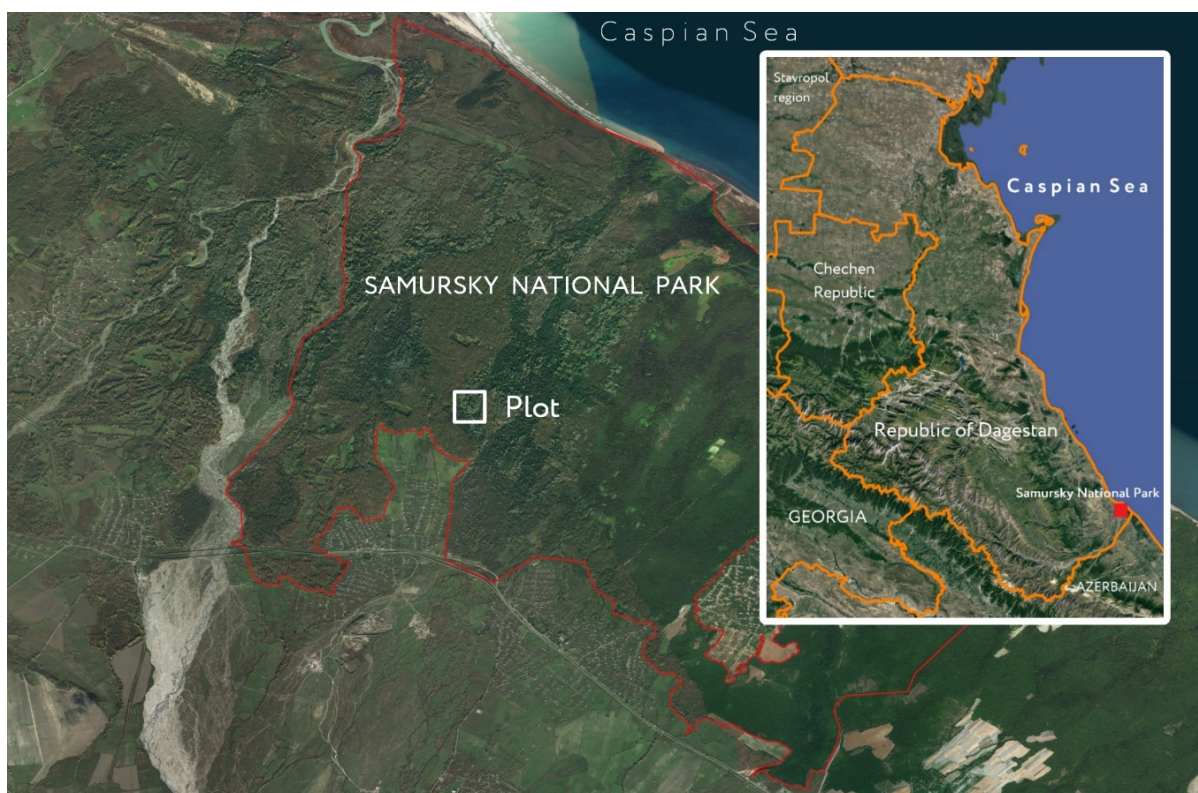 Caspian Sea
SAMURSKY NATIONAL PARK
Plot
Stavropol
region
Caspian Sea
Chechen
Republic
Republic of Dagestan
Samursky National Park
GEORGIA
AZERBAIJAN